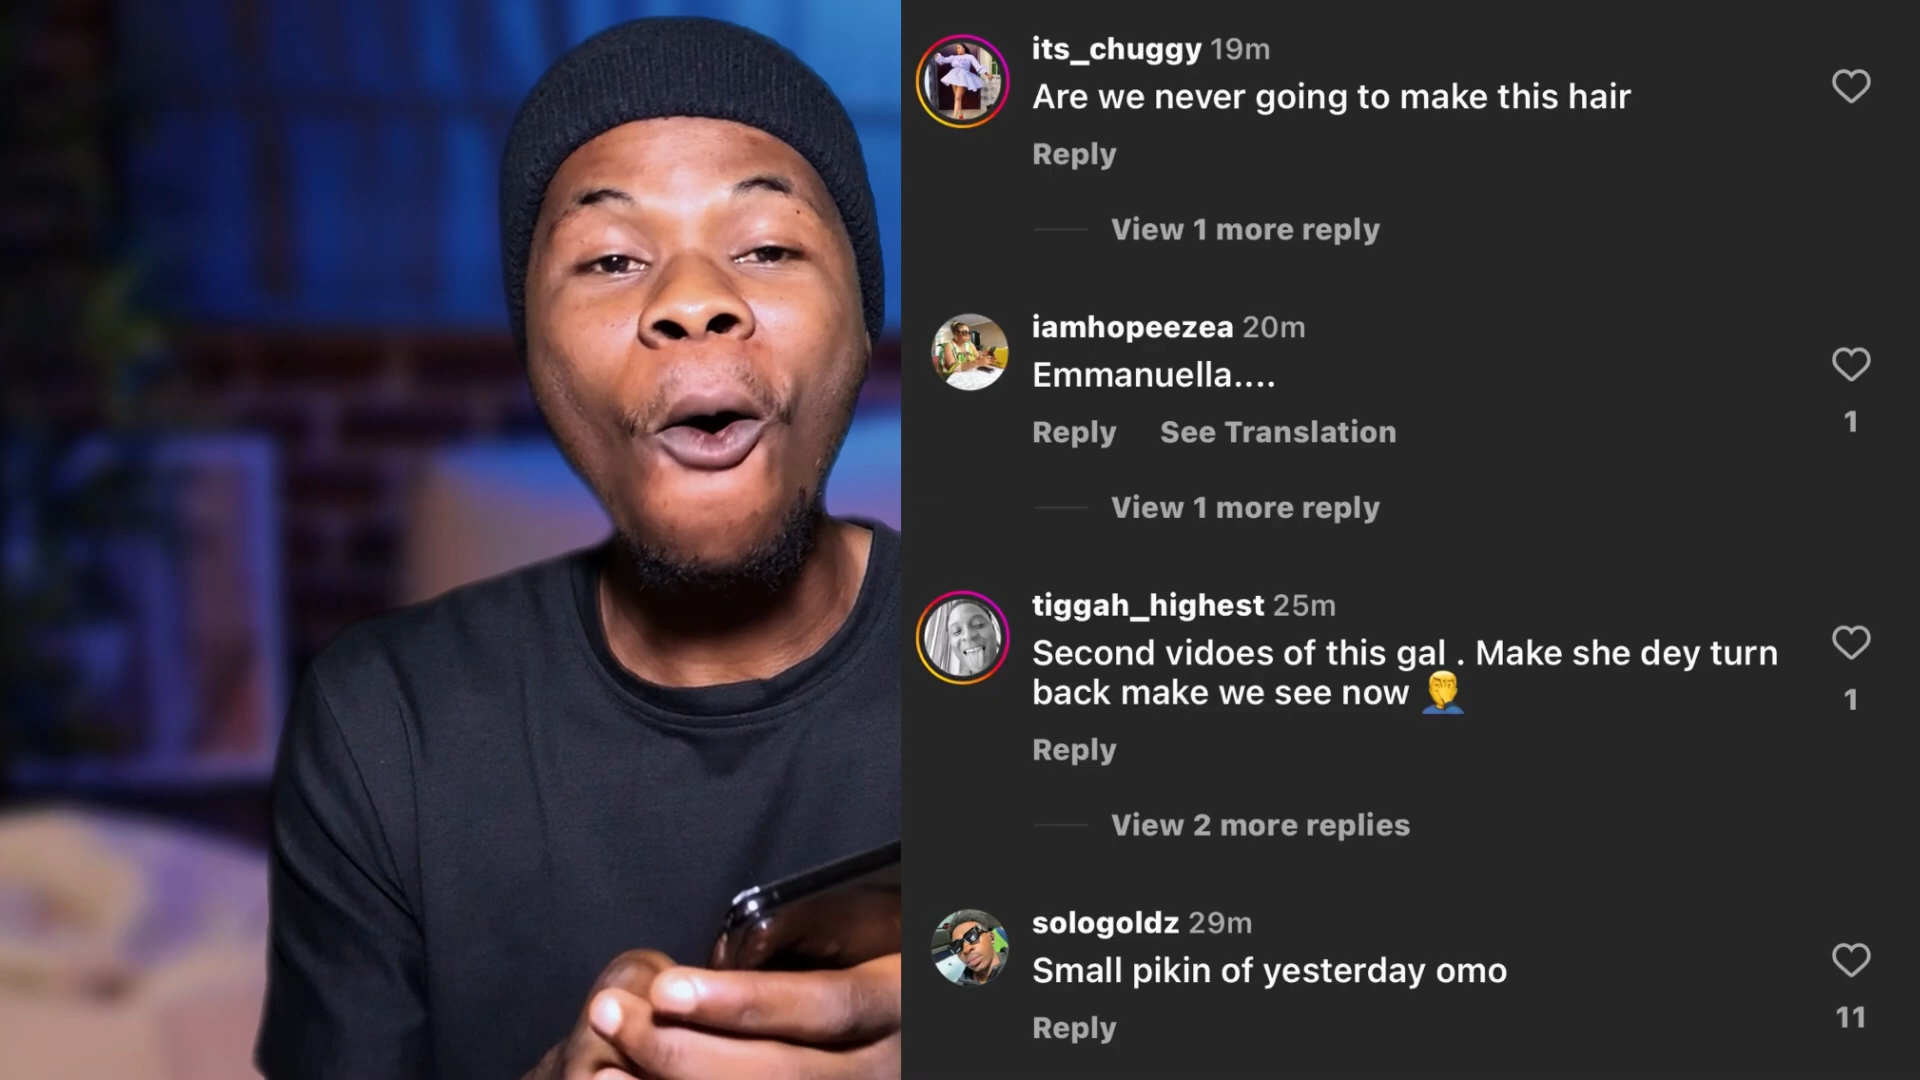 its_chuggy 19m
Are we never going to make this hair
Reply
View 1 more reply
iamhopeezea 20m
Emmanuella....
Reply See Translation
View 1 more reply
tiggah_highest 25m
Second vidoes of this gal . Make she dey turn
back make we see now 🤦‍♂️
1
Reply
View 2 more replies
sologoldz 29m
Small pikin of yesterday omo
11
Reply